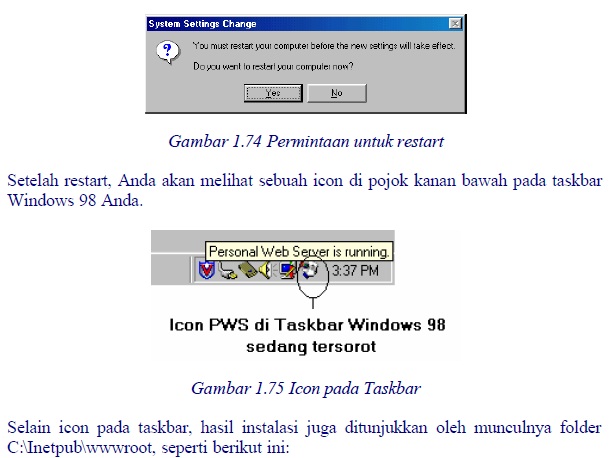 System Settings Change
You must restart your computer before the new settings will take effect.
Do you want to restart your computer now?
Yes
No
Gambar 1.74 Permintaan untuk restart
Setelah restart, Anda akan melihat sebuah icon di pojok kanan bawah pada taskbar
Windows 98 Anda.
Personal Web Server is running.
3:37 PM
Icon PWS di Taskbar Windows 98
sedang tersorot
Gambar 1.75 Icon pada Taskbar
Selain icon pada taskbar, hasil instalasi juga ditunjukkan oleh munculnya folder
C:\Inetpub\wwwroot, seperti berikut ini: